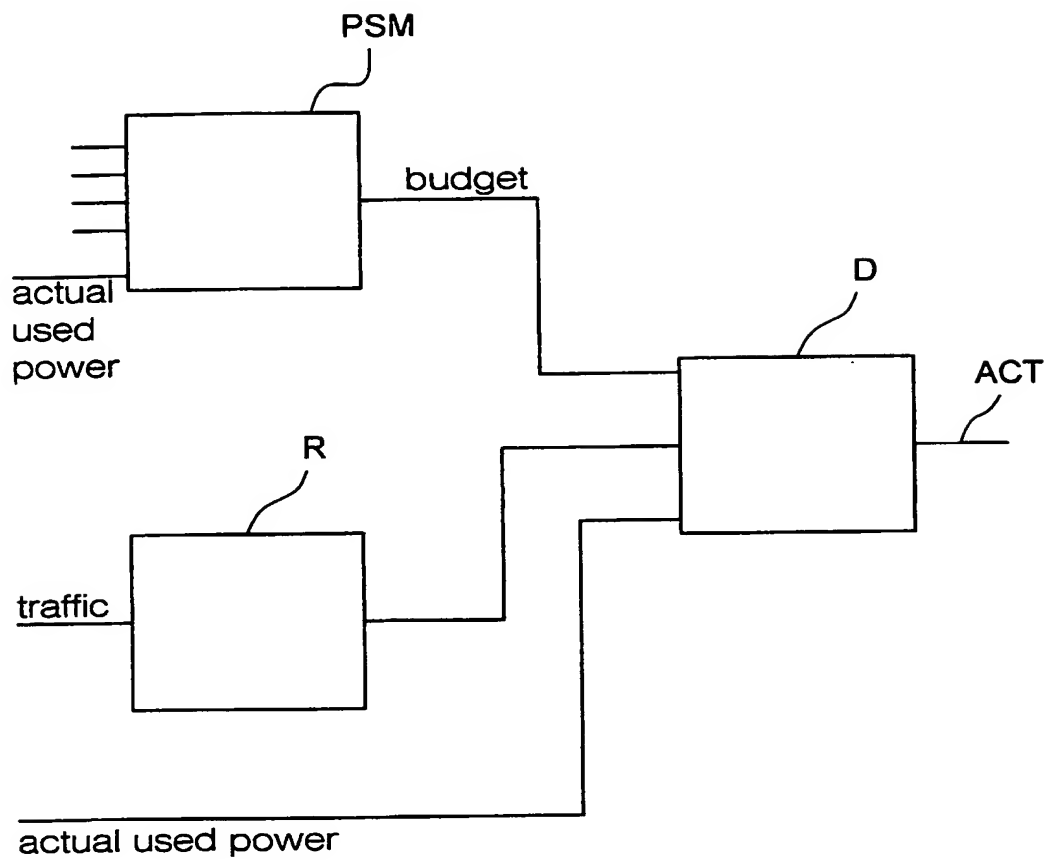 PSM
budget
actual
used
power
D
ACT
R
traffic
actual used power